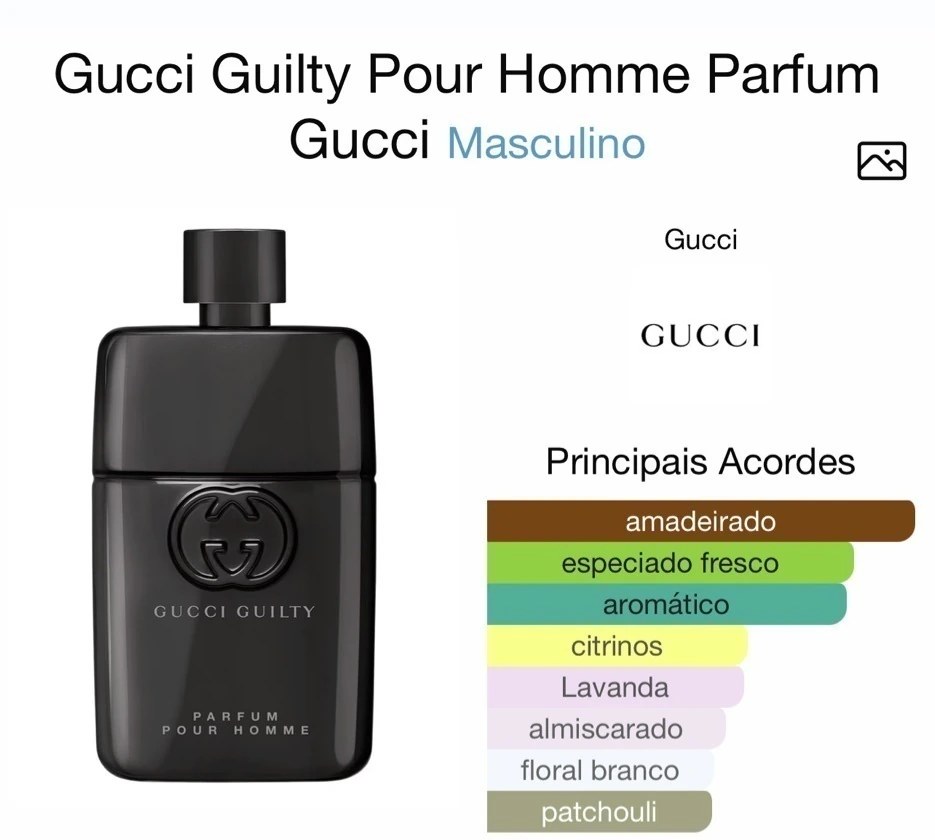 Gucci Guilty Pour Homme Parfum
Gucci Masculino
Gucci
GUCCI
GUCCI GUILTY
PARFUM
POUR HOMME
Principais Acordes
amadeirado
especiado fresco
aromático
citrinos
Lavanda
almiscarado
floral branco
patchouli